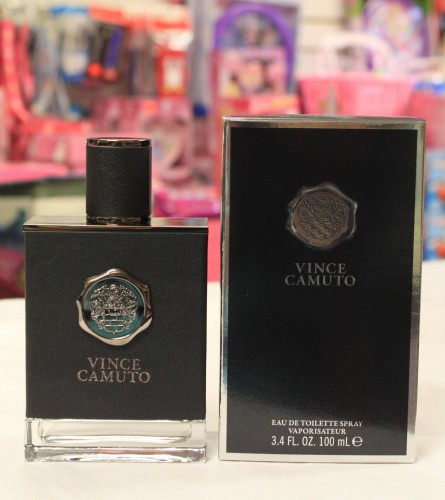 VINCE
CAMUTO
VINCE
CAMUTO
EAU DE TOILETTE SPRAY
VAPORISATEUR
3.4 FL. OZ. 100 mL ℮